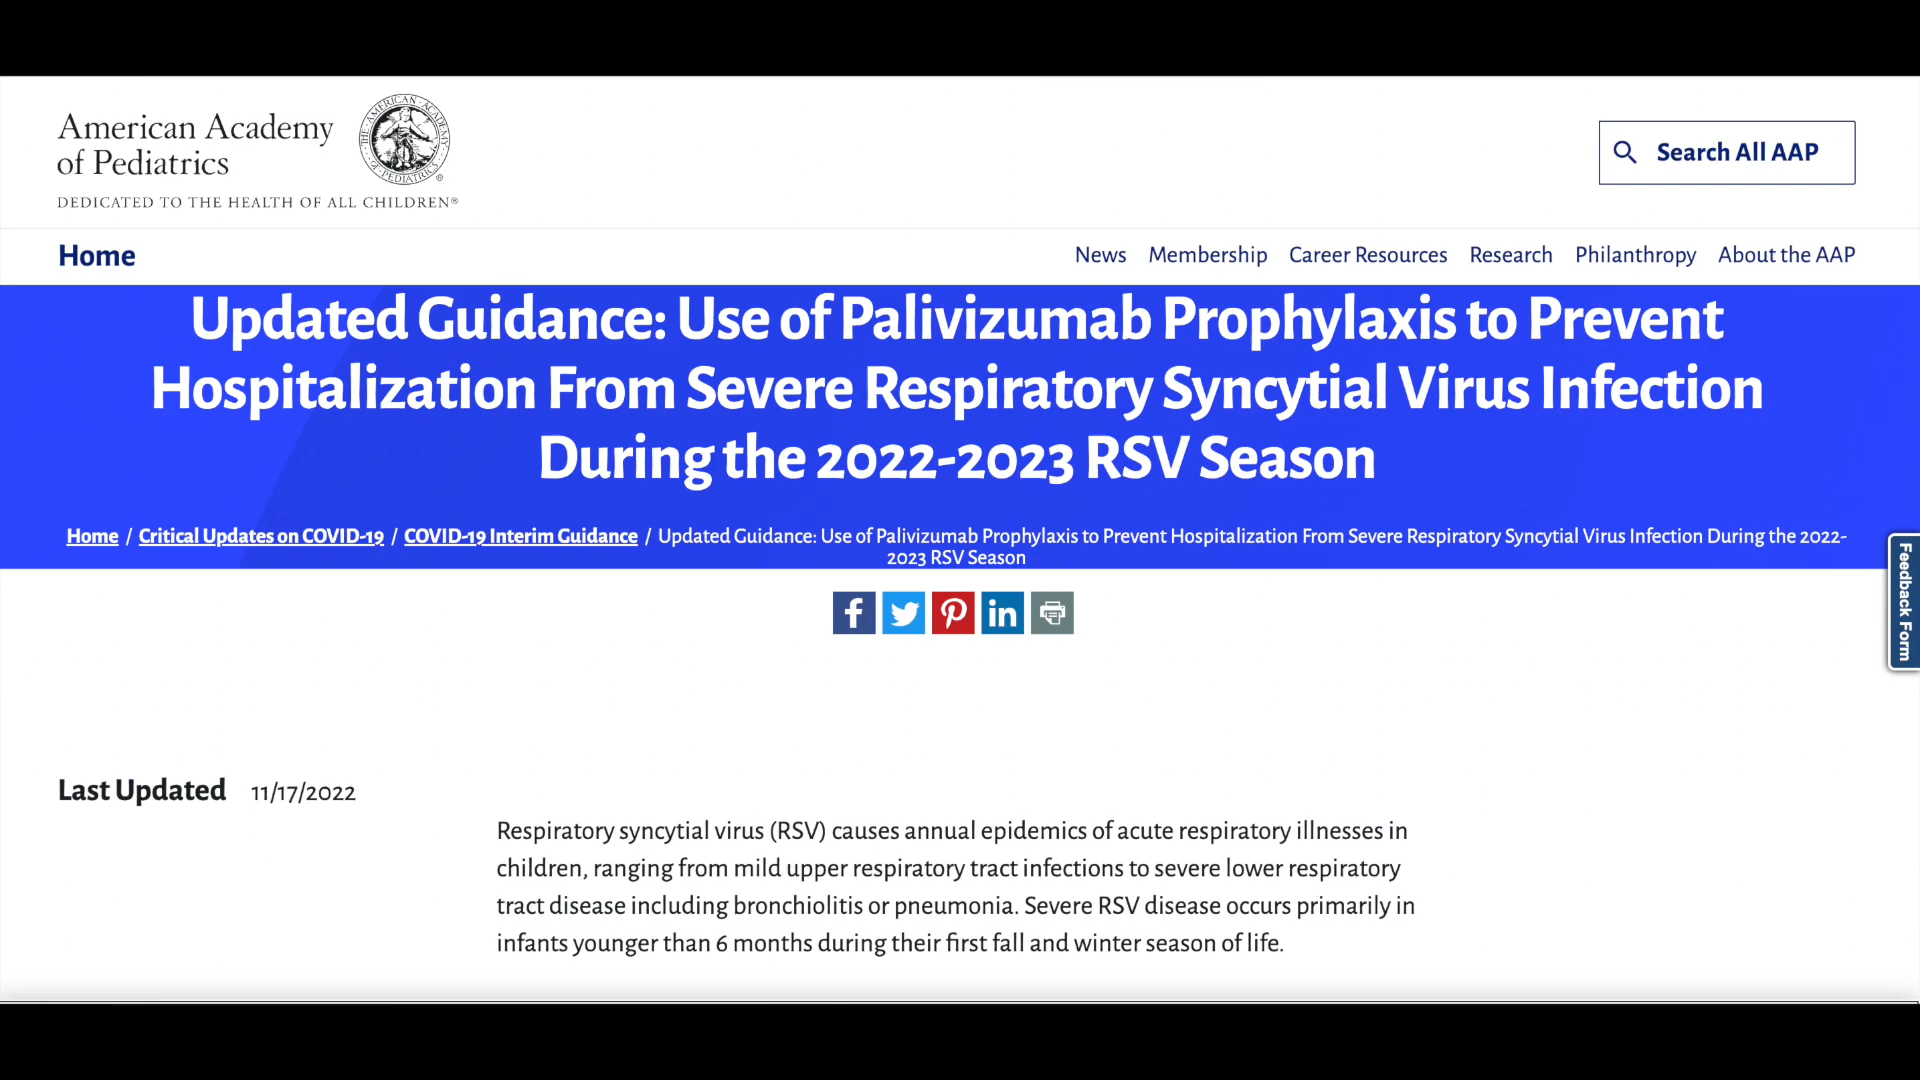 American Academy
of Pediatrics
THE · AMERICAN · ACADEMY · OF · PEDIATRICS ®
DEDICATED TO THE HEALTH OF ALL CHILDREN®
Search All AAP
Home
News Membership Career Resources Research Philanthropy About the AAP
Updated Guidance: Use of Palivizumab Prophylaxis to Prevent
Hospitalization From Severe Respiratory Syncytial Virus Infection
During the 2022-2023 RSV Season
Home / Critical Updates on COVID-19 / COVID-19 Interim Guidance / Updated Guidance: Use of Palivizumab Prophylaxis to Prevent Hospitalization From Severe Respiratory Syncytial Virus Infection During the 2022-
2023 RSV Season
Feedback Form
Last Updated 11/17/2022
Respiratory syncytial virus (RSV) causes annual epidemics of acute respiratory illnesses in
children, ranging from mild upper respiratory tract infections to severe lower respiratory
tract disease including bronchiolitis or pneumonia. Severe RSV disease occurs primarily in
infants younger than 6 months during their first fall and winter season of life.